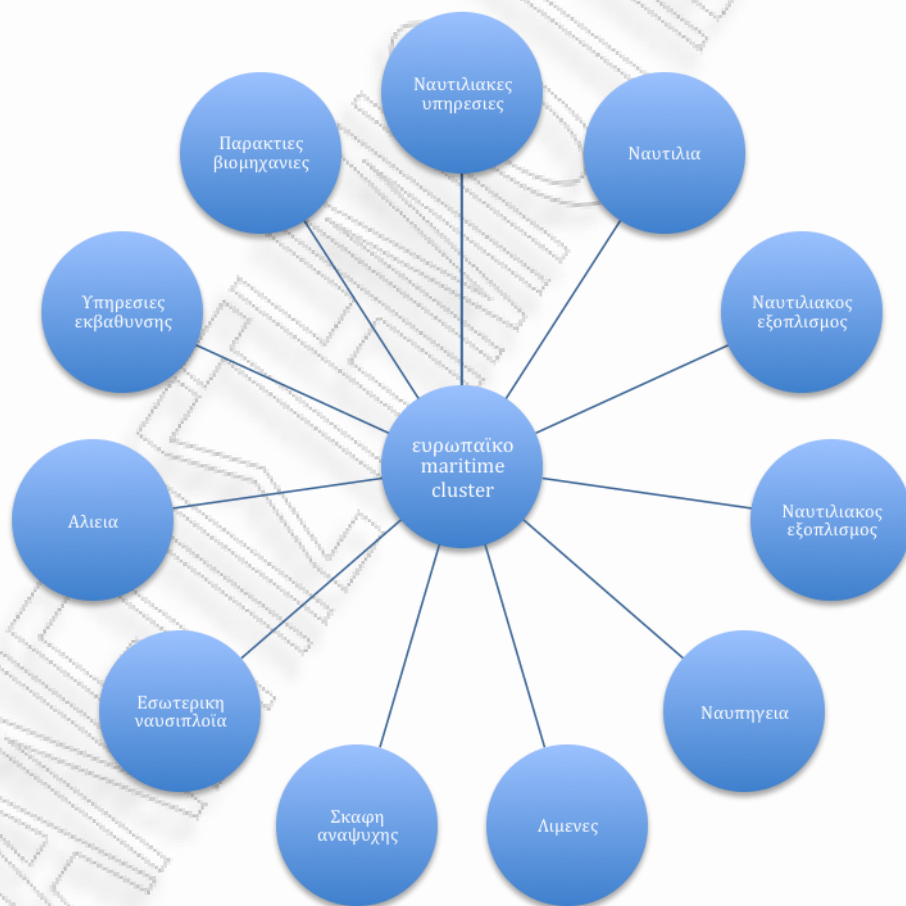 Ναυτιλιακες
υπηρεσιες
Ναυτιλια
Ναυτιλιακος
εξοπλισμος
Ναυτιλιακος
εξοπλισμος
Ναυπηγεια
Λιμενες
Σκαφη
αναψυχης
Εσωτερικη
ναυσιπλοϊα
Αλιεια
Υπηρεσιες
εκβαθυνσης
Παρακτιες
βιομηχανιες
ευρωπαϊκο
maritime
cluster